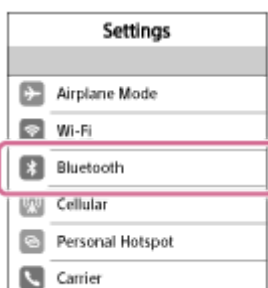 Settings
Airplane Mode
Wi-Fi
Bluetooth
Cellular
Personal Hotspot
Carrier